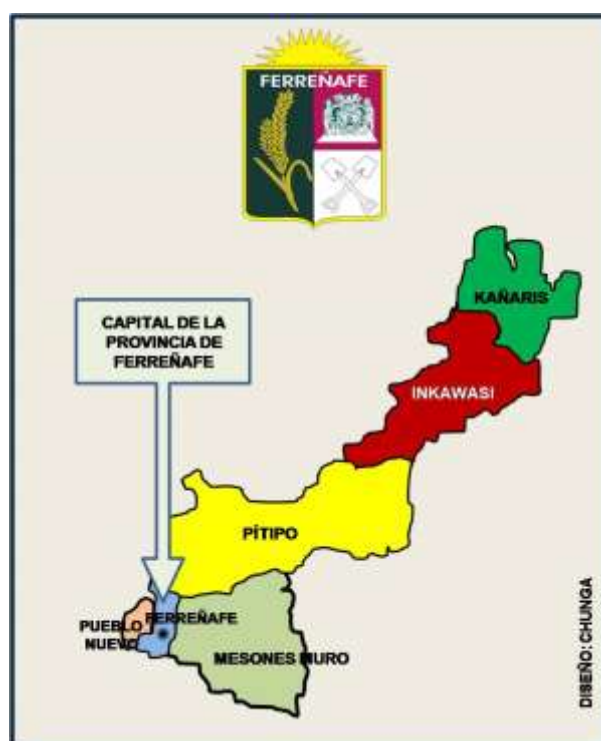 FERREÑAFE
KAÑARIS
CAPITAL DE LA
PROVINCIA DE
FERREÑAFE
INKAWASI
PÍTIPO
FERREÑAFE
PUEBLO
NUEVO
MESONES MURO
DISEÑO: CHUNGA